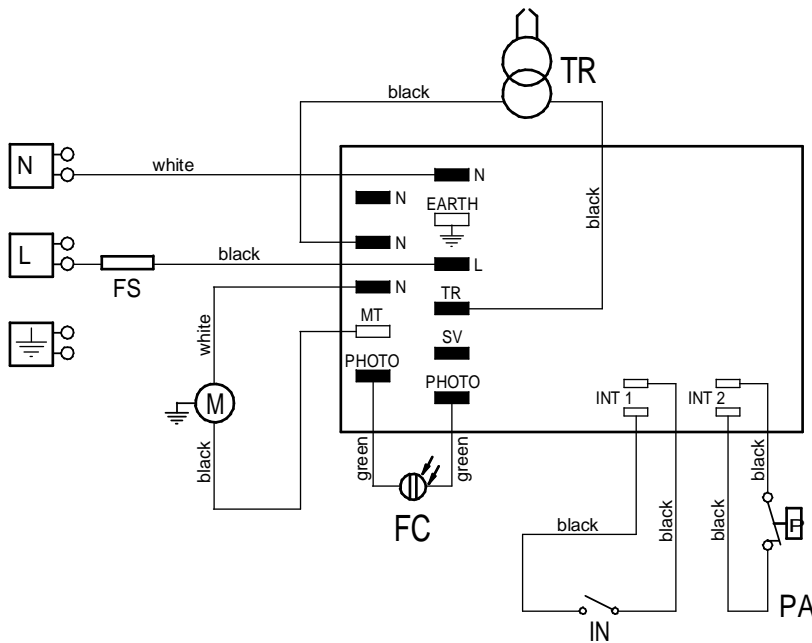 TR
black
N
white
N
N
EARTH
black
L
black
N
L
FS
N
TR
MT
white
SV
PHOTO
PHOTO
INT 1
INT 2
M
black
green
green
black
black
black
black
P
FC
IN
PA